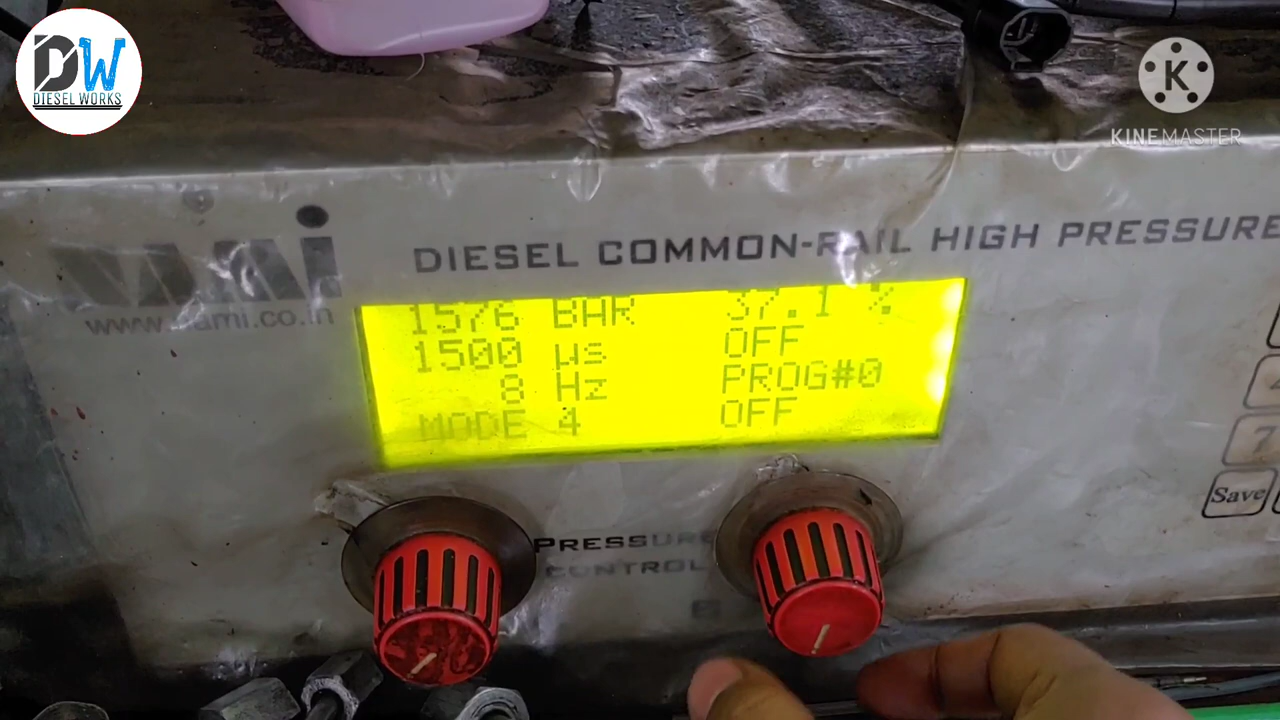 DW
DIESEL WORKS
K
KINEMASTER
DIESEL COMMON-RAIL HIGH PRESSURE
1576 BAR 37.1 %
1500 µs OFF
8 Hz PROG#0
MODE 4 OFF
7
Save
PRESSURE
CONTROL